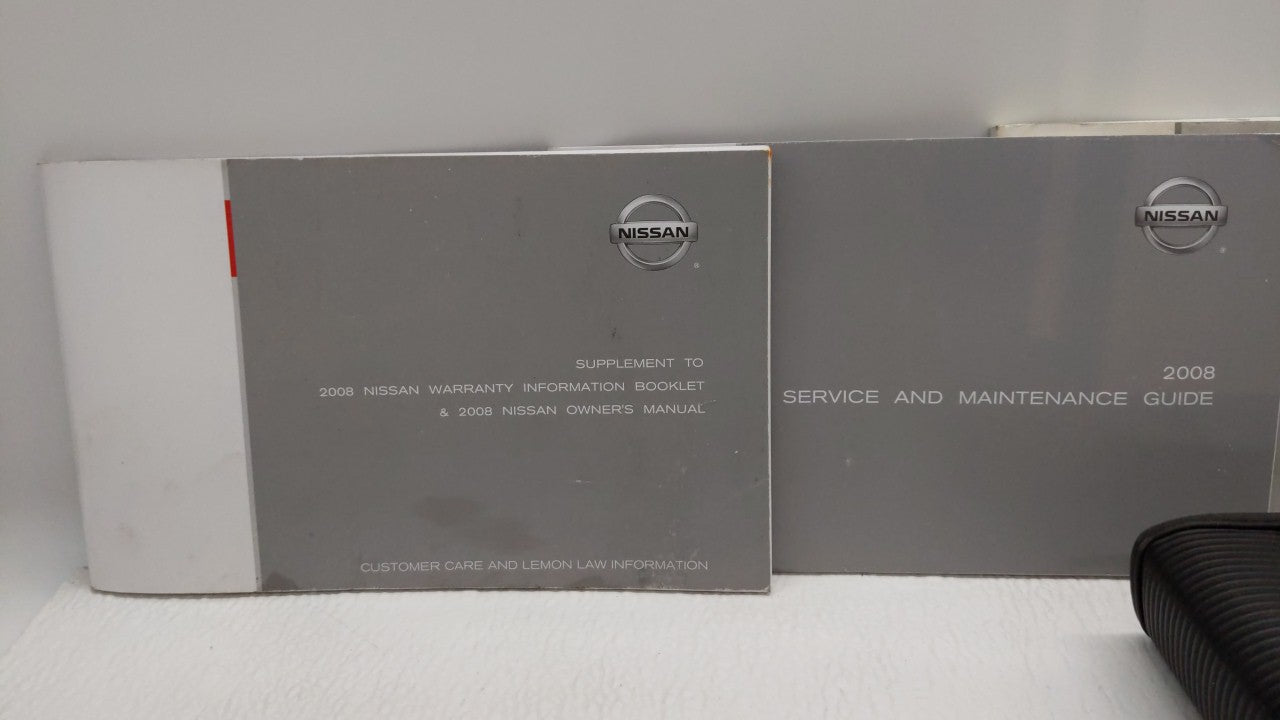 NISSAN
®
SUPPLEMENT TO
2008 NISSAN WARRANTY INFORMATION BOOKLET
& 2008 NISSAN OWNER'S MANUAL
CUSTOMER CARE AND LEMON LAW INFORMATION
NISSAN
®
2008
SERVICE AND MAINTENANCE GUIDE